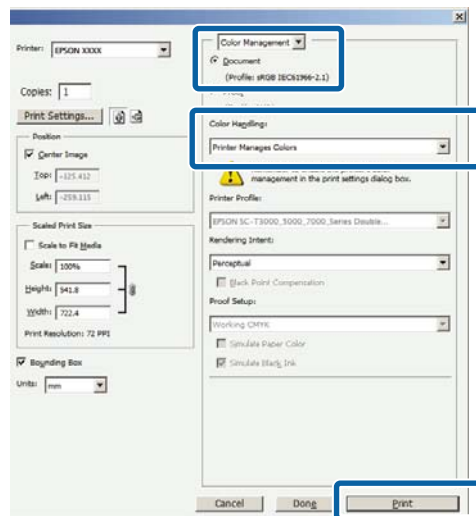 Printer: EPSON XXXX
Copies: 1
Print Settings...
Position
Center Image
Top: -125.412
Left: -259.115
Scaled Print Size
Scale to Fit Media
Scale: 100%
Height: 541.8
Width: 722.4
Print Resolution: 72 PPI
Bounding Box
Units: mm
Color Management
Document
(Profile: sRGB IEC61966-2.1)
Color Handling:
Printer Manages Colors
management in the print settings dialog box.
Printer Profile:
EPSON SC-T3000_5000_7000_Series Double...
Rendering Intent:
Perceptual
Black Point Compensation
Proof Setup:
Working CMYK
Simulate Paper Color
Simulate Black Ink
Cancel
Done
Print